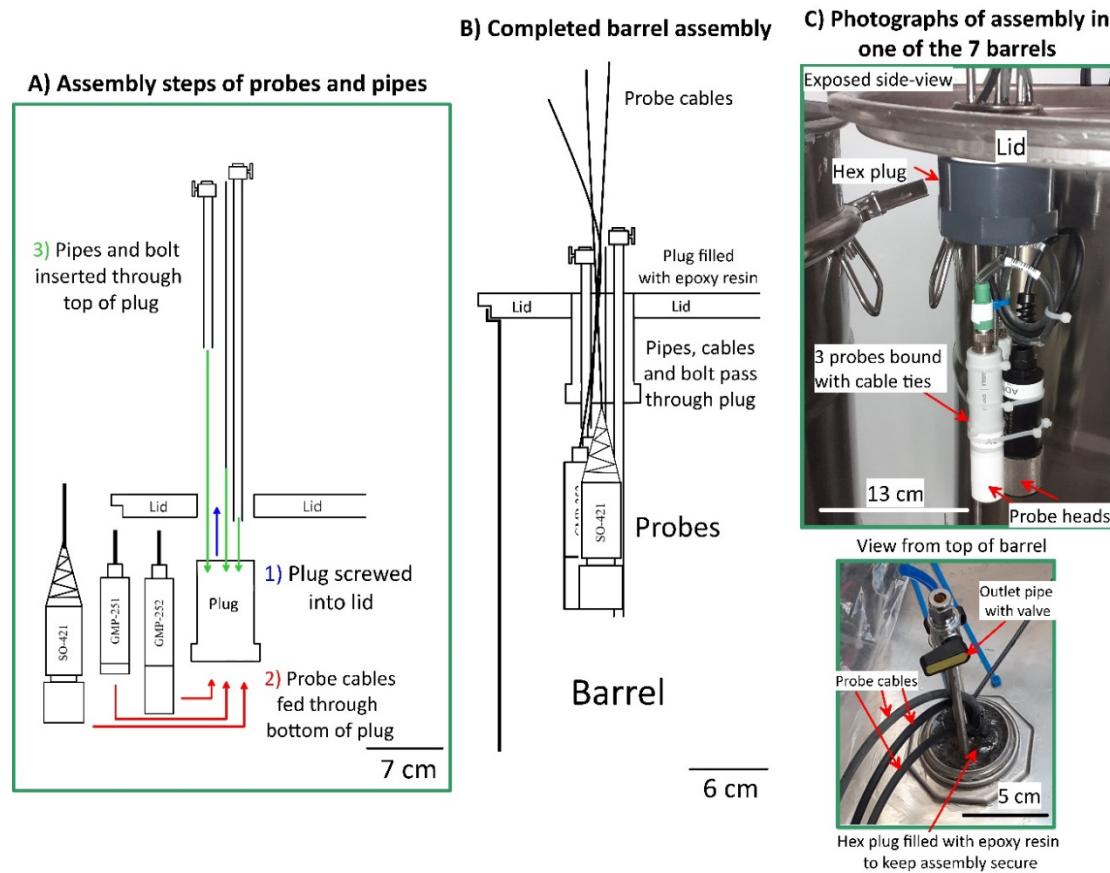 A) Assembly steps of probes and pipes
3) Pipes and bolt
inserted through
top of plug
Lid
Lid
1) Plug screwed
into lid
Plug
SO-421
GMP-251
GMP-252
2) Probe cables
fed through
bottom of plug
7 cm
B) Completed barrel assembly
Probe cables
Plug filled
with epoxy resin
Lid
Lid
Pipes, cables
and bolt pass
through plug
SO-421
Probes
Barrel
6 cm
C) Photographs of assembly in
one of the 7 barrels
Exposed side-view
Lid
Hex plug
3 probes bound
with cable ties
13 cm
Probe heads
View from top of barrel
Outlet pipe
with valve
Probe cables
5 cm
Hex plug filled with epoxy resin
to keep assembly secure